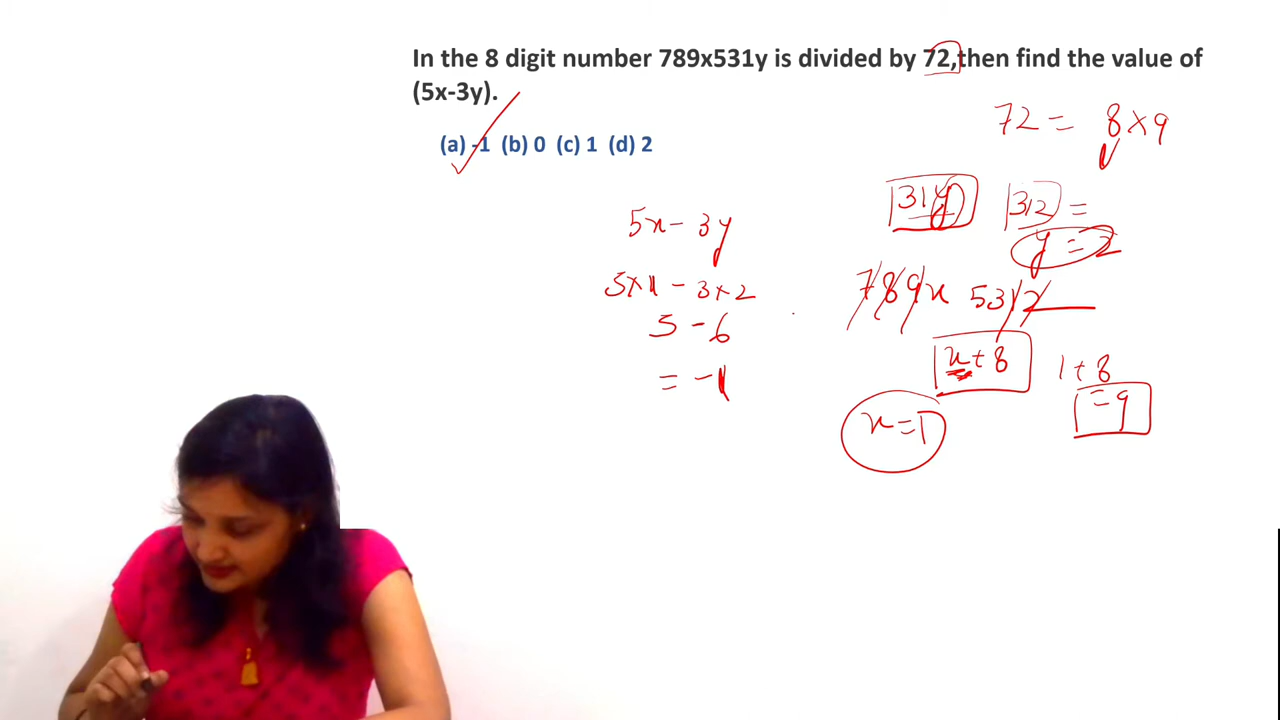 In the 8 digit number 789x531y is divided by 72,then find the value of
(5x-3y).
(a) -1 (b) 0 (c) 1 (d) 2
72 = 8 × 9
31y 312 =
y = 2
5x - 3y
5×1 - 3×2
5 - 6
= -1
789x 5312
x + 8
1 + 8
= 9
x = 1